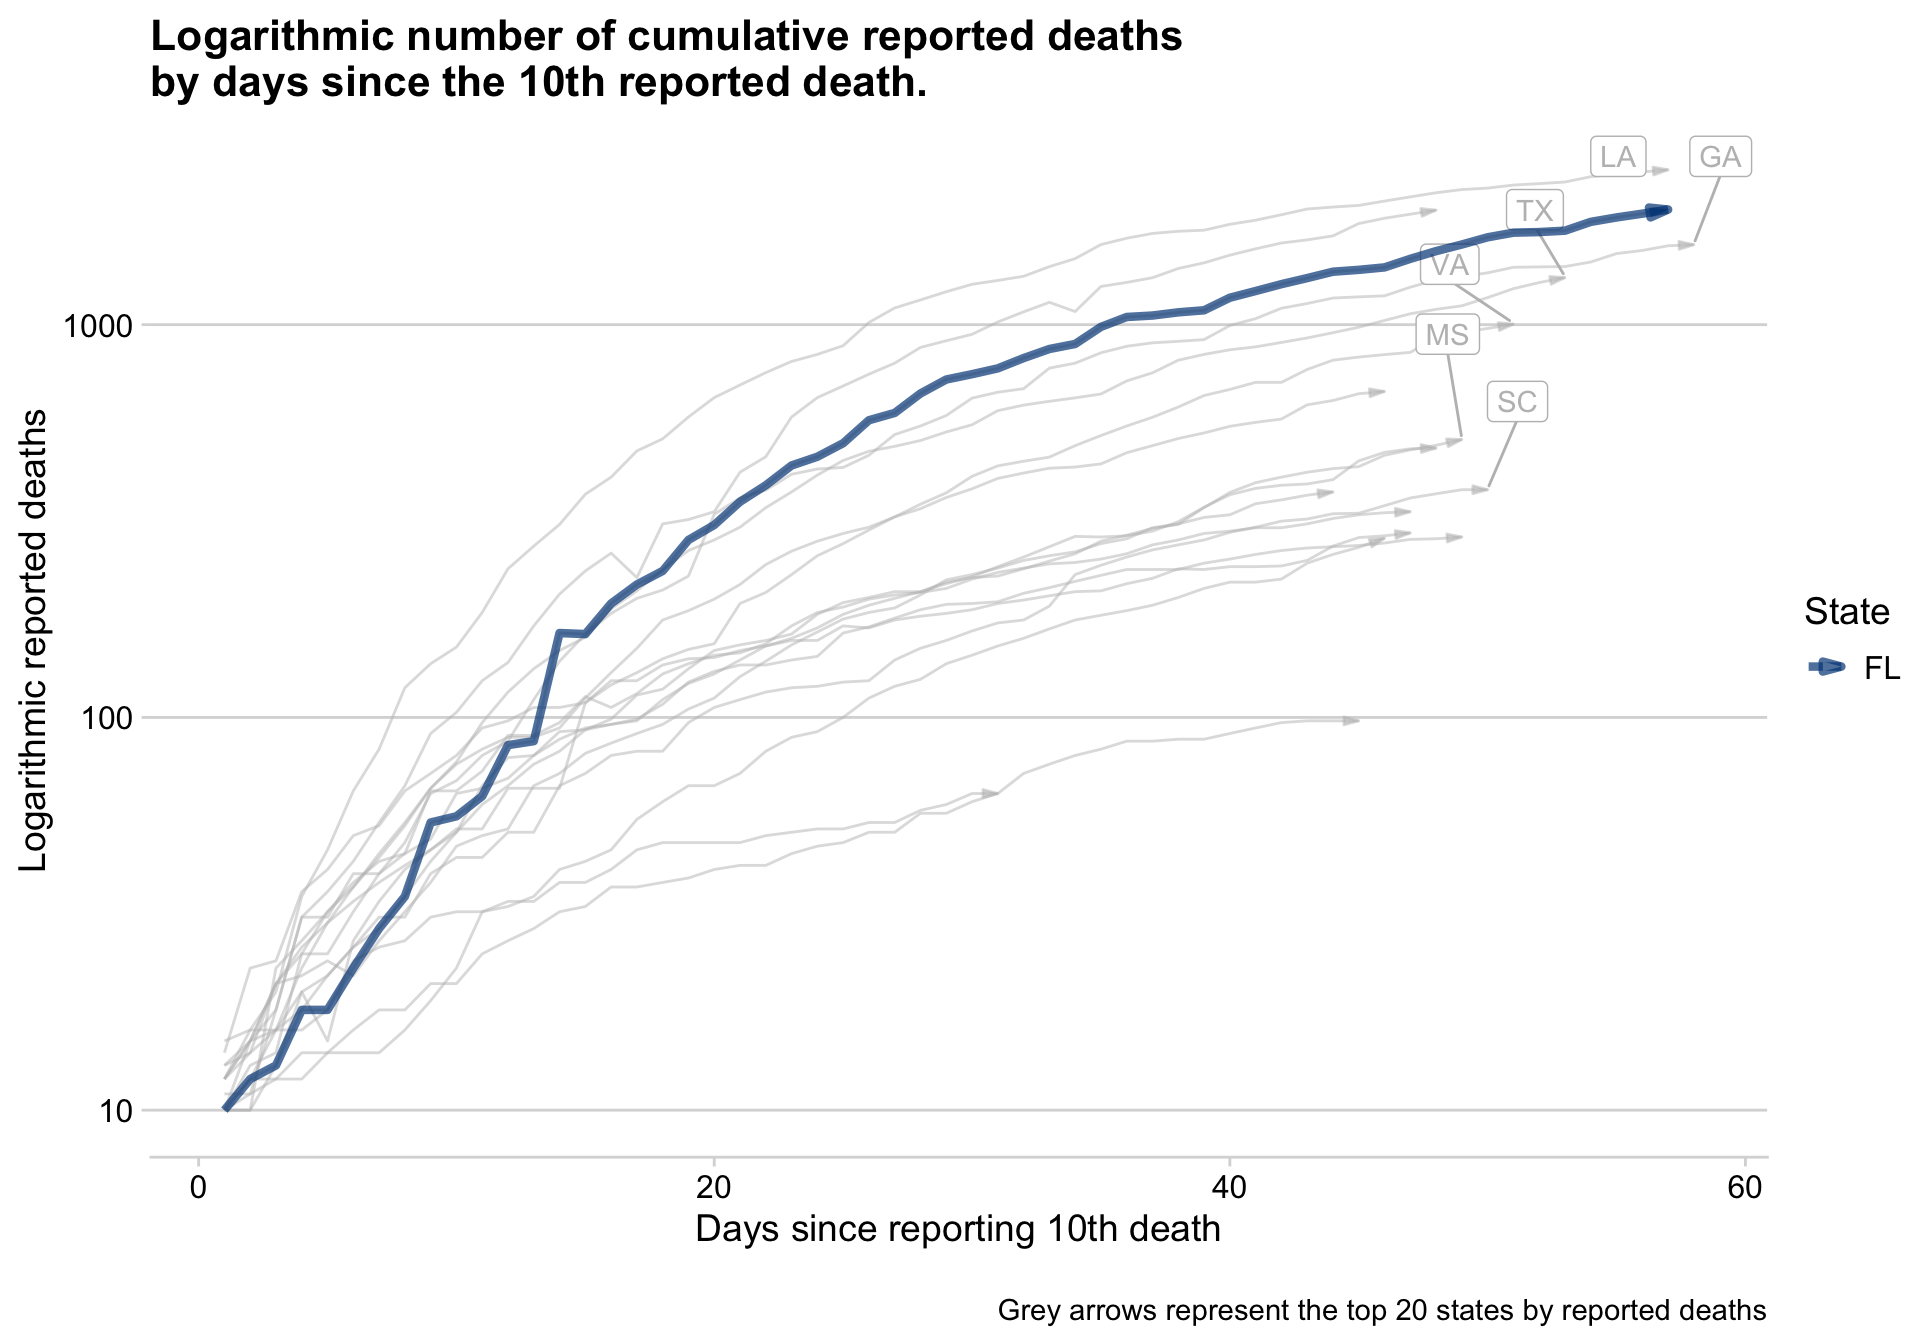 Logarithmic number of cumulative reported deaths
by days since the 10th reported death.
LA
GA
TX
VA
MS
SC
1000
100
10
Logarithmic reported deaths
0
20
40
60
Days since reporting 10th death
State
FL
Grey arrows represent the top 20 states by reported deaths